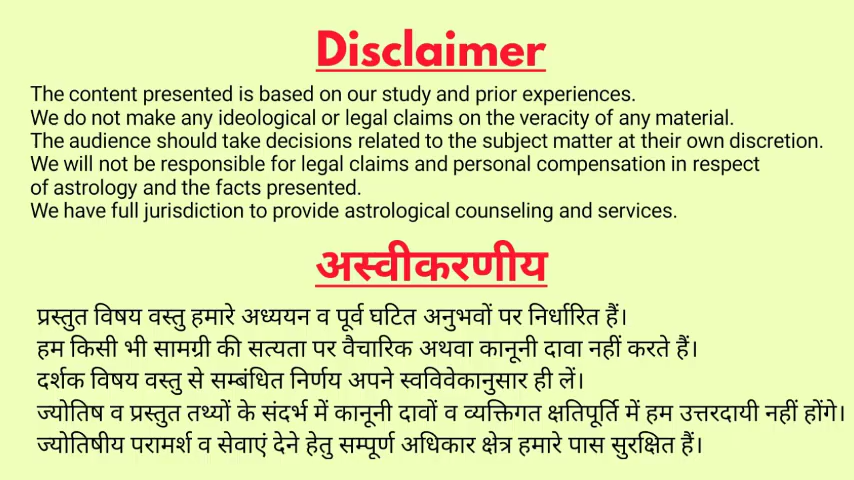 Disclaimer
The content presented is based on our study and prior experiences.
We do not make any ideological or legal claims on the veracity of any material.
The audience should take decisions related to the subject matter at their own discretion.
We will not be responsible for legal claims and personal compensation in respect
of astrology and the facts presented.
We have full jurisdiction to provide astrological counseling and services.
अस्वीकरणीय
प्रस्तुत विषय वस्तु हमारे अध्ययन व पूर्व घटित अनुभवों पर निर्धारित हैं।
हम किसी भी सामग्री की सत्यता पर वैचारिक अथवा कानूनी दावा नहीं करते हैं।
दर्शक विषय वस्तु से सम्बंधित निर्णय अपने स्वविवेकानुसार ही लें।
ज्योतिष व प्रस्तुत तथ्यों के संदर्भ में कानूनी दावों व व्यक्तिगत क्षतिपूर्ति में हम उत्तरदायी नहीं होंगे।
ज्योतिषीय परामर्श व सेवाएं देने हेतु सम्पूर्ण अधिकार क्षेत्र हमारे पास सुरक्षित हैं।